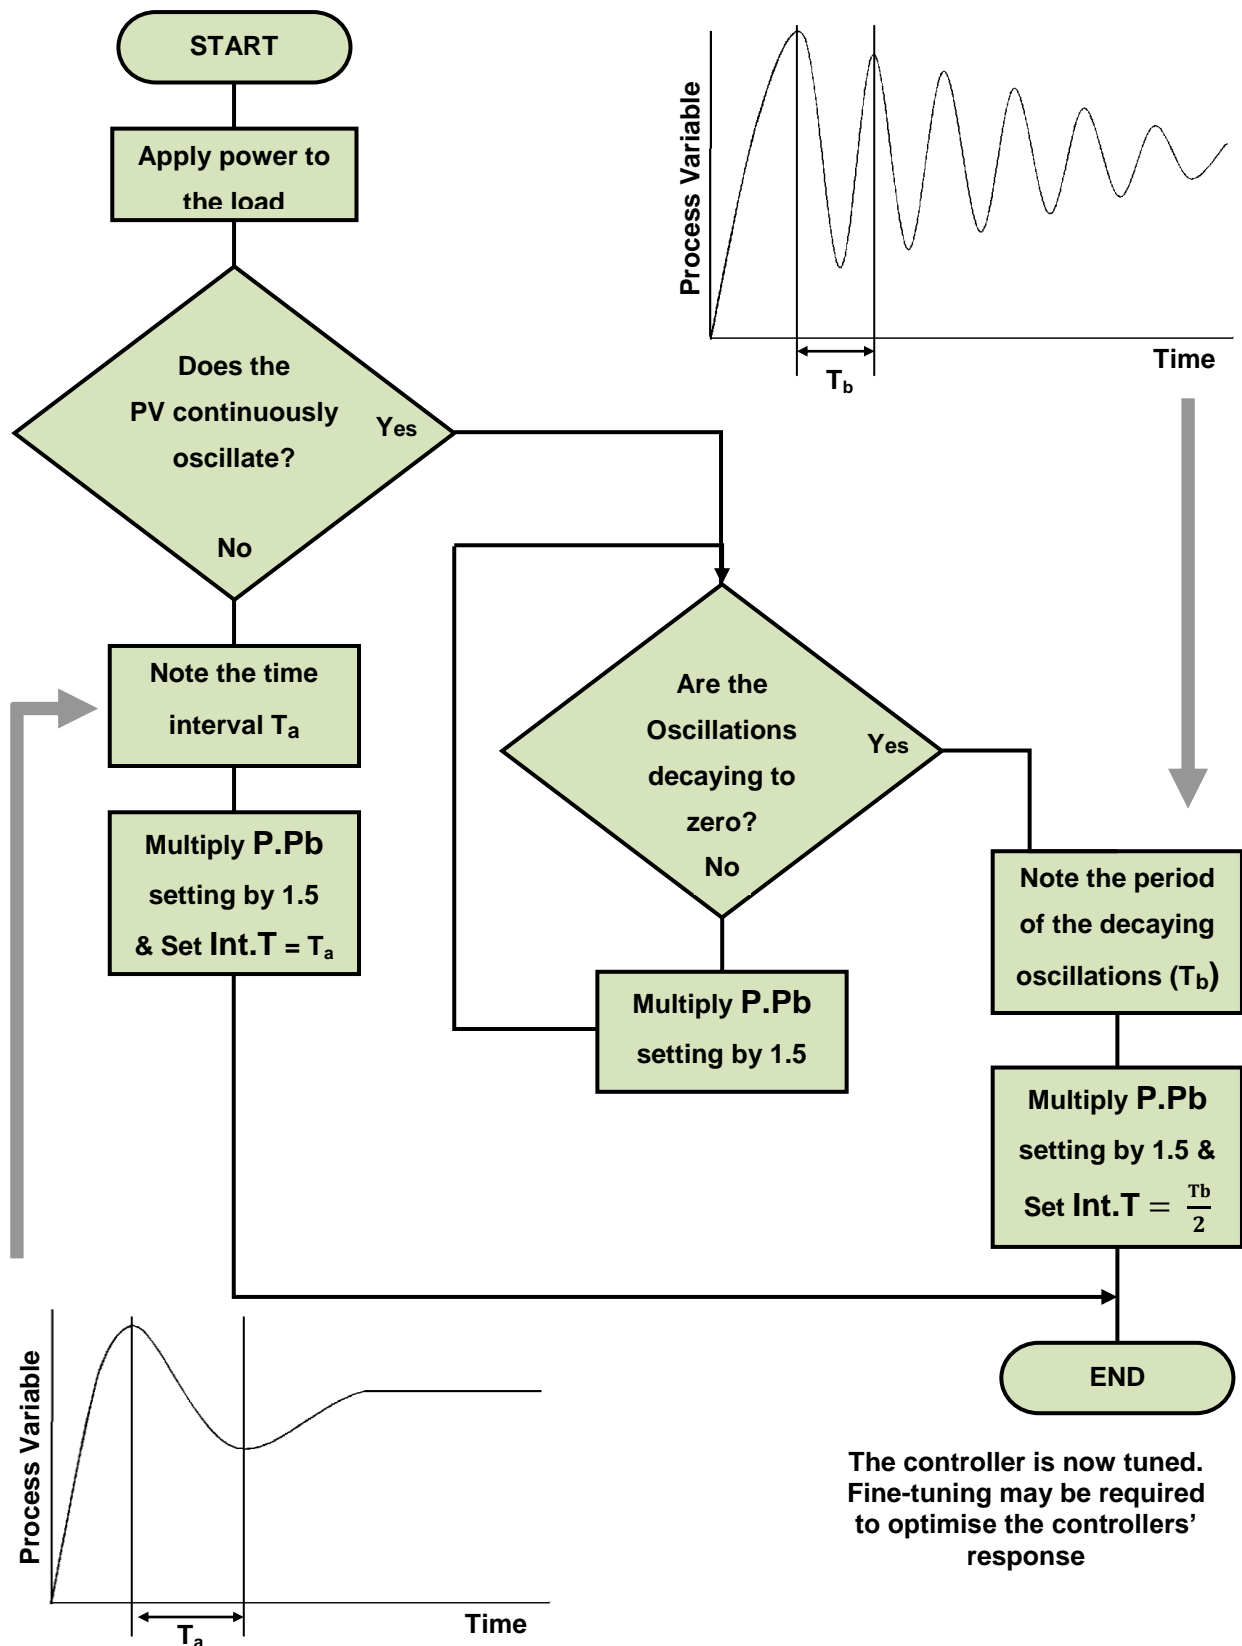 START
Apply power to
the load
Does the
PV continuously
oscillate?
Yes
No
Note the time
interval Ta
Multiply P.Pb
setting by 1.5
& Set Int.T = Ta
Process Variable
Time
Tb
Are the
Oscillations
decaying to
zero?
Yes
No
Multiply P.Pb
setting by 1.5
Note the period
of the decaying
oscillations (Tb)
Multiply P.Pb
setting by 1.5 &
Set Int.T = Tb/2
END
The controller is now tuned.
Fine-tuning may be required
to optimise the controllers’
response
Process Variable
Time
Ta